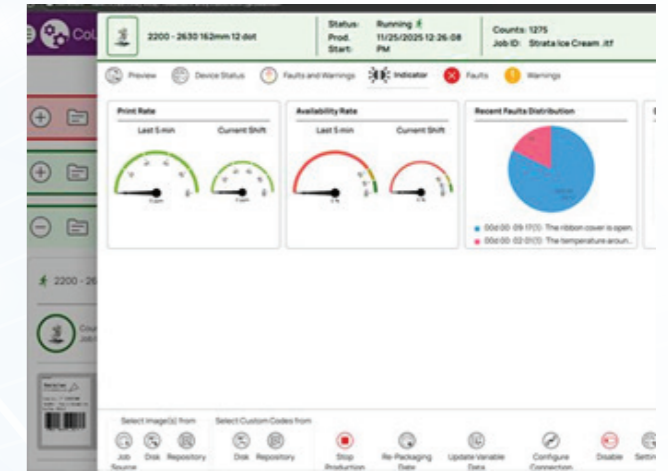 CoL
2200 - 2630 162mm 12 dot
Status: Running
Prod. Start: 11/25/2025 12:26:08 PM
Counts: 1275
Job ID: Strata Ice Cream .itf
Preview
Device Status
Faults and Warnings
Indicator
Faults
Warnings
Print Rate
Last 5 min
Current Shift
Availability Rate
Last 5 min
Current Shift
Recent Faults Distribution
00d:00: 09:17(1): The ribbon cover is open.
00d:00: 02:01(1): The temperature aroun..
2200 - 26
Cou
Job I
Select Image(s) from
Select Custom Codes from
Job Source
Disk
Repository
Disk
Repository
Stop Production
Re-Packaging Date
Update Variable Data
Configure Connection
Disable
Settin